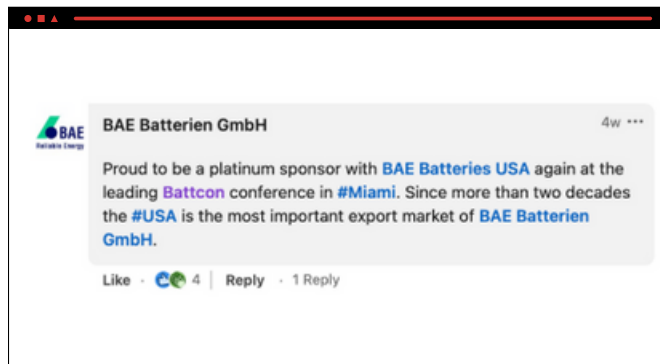 BAE
Reliable Energy
BAE Batterien GmbH
4w •••
Proud to be a platinum sponsor with BAE Batteries USA again at the
leading Battcon conference in #Miami. Since more than two decades
the #USA is the most important export market of BAE Batterien
GmbH.
Like · 4 | Reply · 1 Reply